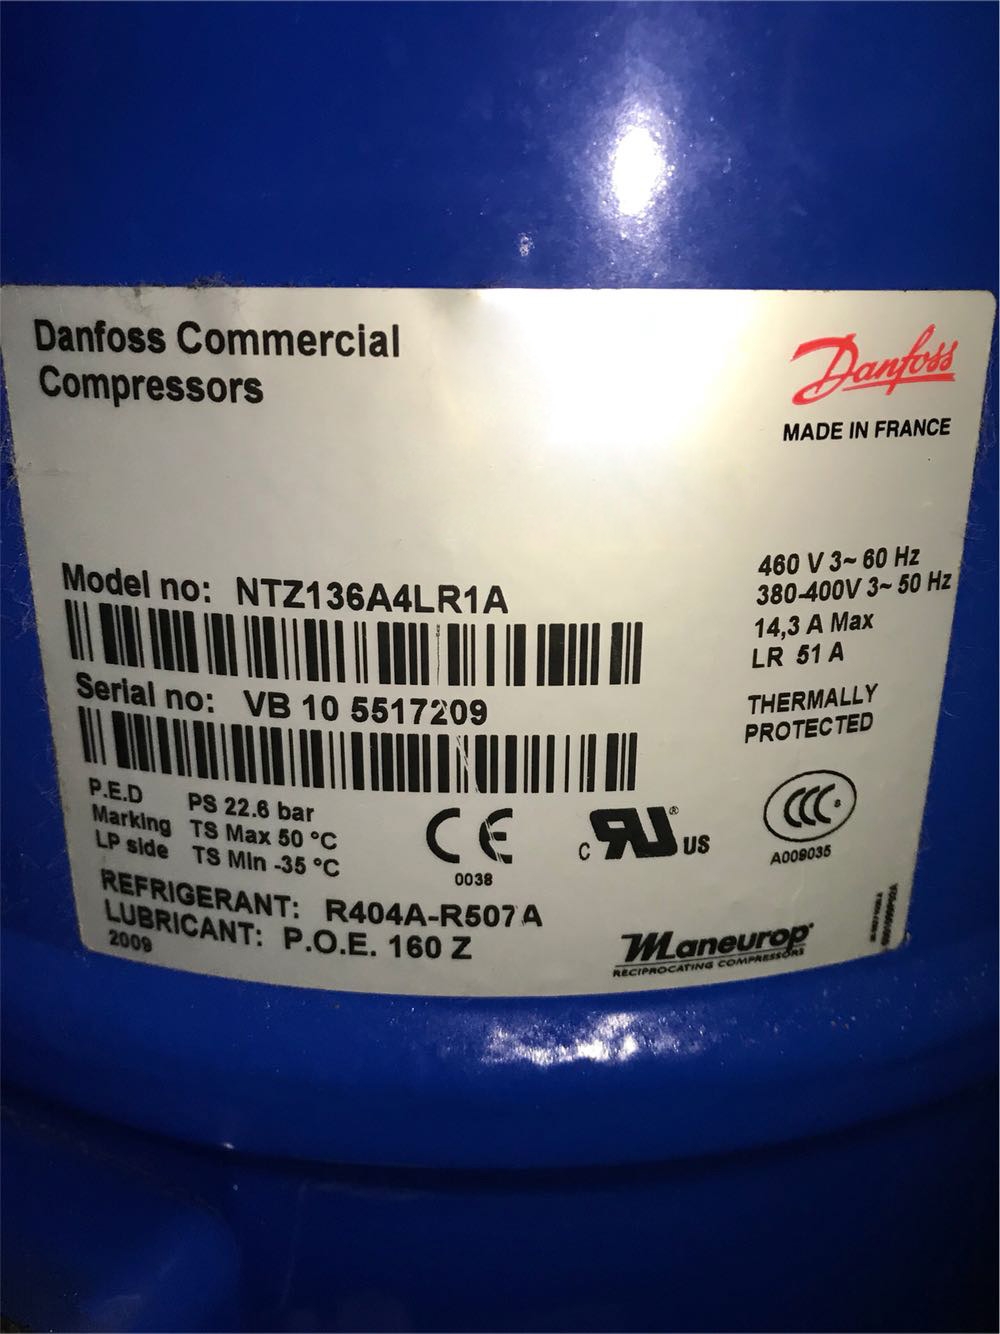 Danfoss Commercial
Compressors
Danfoss
MADE IN FRANCE
Model no: NTZ136A4LR1A
460 V 3~ 60 Hz
380-400V 3~ 50 Hz
14,3 A Max
LR 51 A
Serial no: VB 10 5517209
THERMALLY
PROTECTED
P.E.D PS 22.6 bar
Marking TS Max 50 °C
LP side TS Min -35 °C
CE
0038
c RU ® US
CCC
A009035
REFRIGERANT: R404A-R507A
LUBRICANT: P.O.E. 160 Z
2009
Maneurop®
RECIPROCATING COMPRESSORS